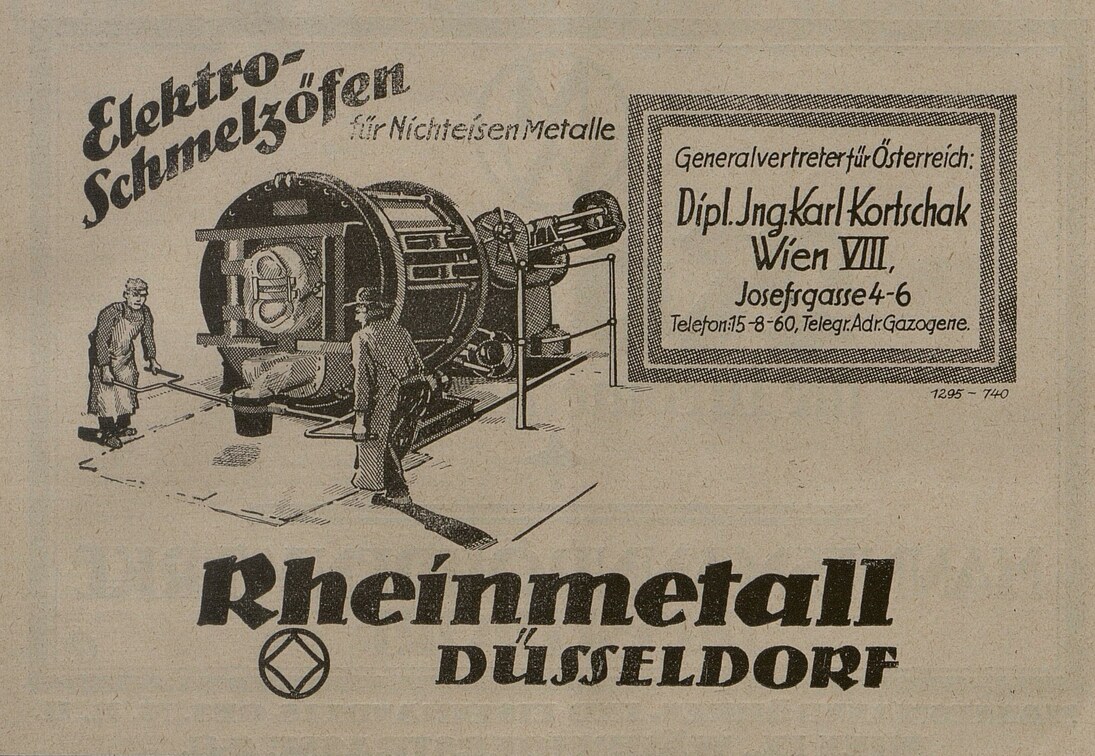 Elektro-
Schmelzöfen
für Nichteisen Metalle
Generalvertreter für Österreich:
Dipl. Jng. Karl Kortschak
Wien VIII,
Josefsgasse 4-6
Telefon: 15-8-60, Telegr. Adr. Gazogene.
1295 - 740
Rheinmetall
DÜSSELDORF